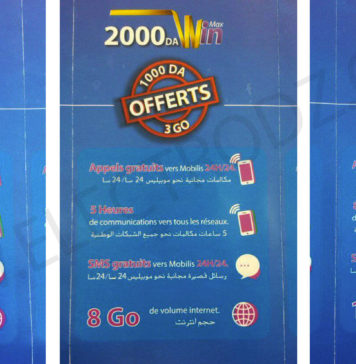 2000 DA Win Max
1000 DA
OFFERTS
3 GO
Appels gratuits vers Mobilis 24H/24.
مكالمات مجانية نحو موبيليس 24 سا/24 سا
5 Heures
de communications vers tous les réseaux.
5 ساعات مكالمات نحو جميع الشبكات الوطنية
SMS gratuits vers Mobilis 24H/24.
رسائل قصيرة مجانية نحو موبيليس 24 سا/24 سا
8 Go de volume internet.
حجم أنترنت